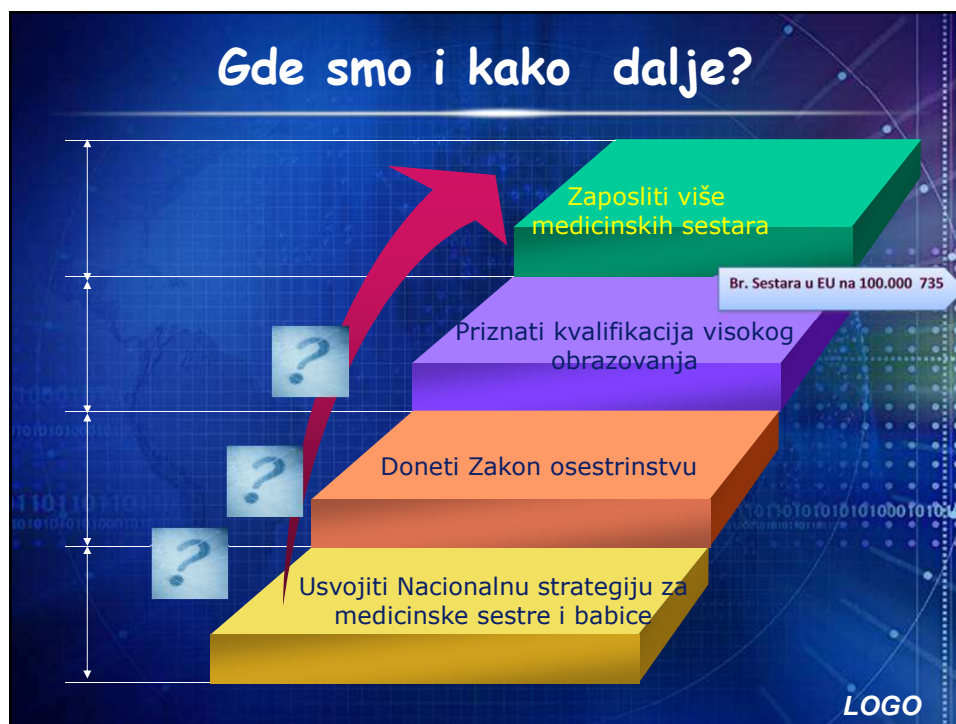 Gde smo i kako dalje?
Zaposliti više
medicinskih sestara
Br. Sestara u EU na 100.000 735
Priznati kvalifikacija visokog
obrazovanja
?
Doneti Zakon osestrinstvu
?
?
Usvojiti Nacionalnu strategiju za
medicinske sestre i babice
LOGO